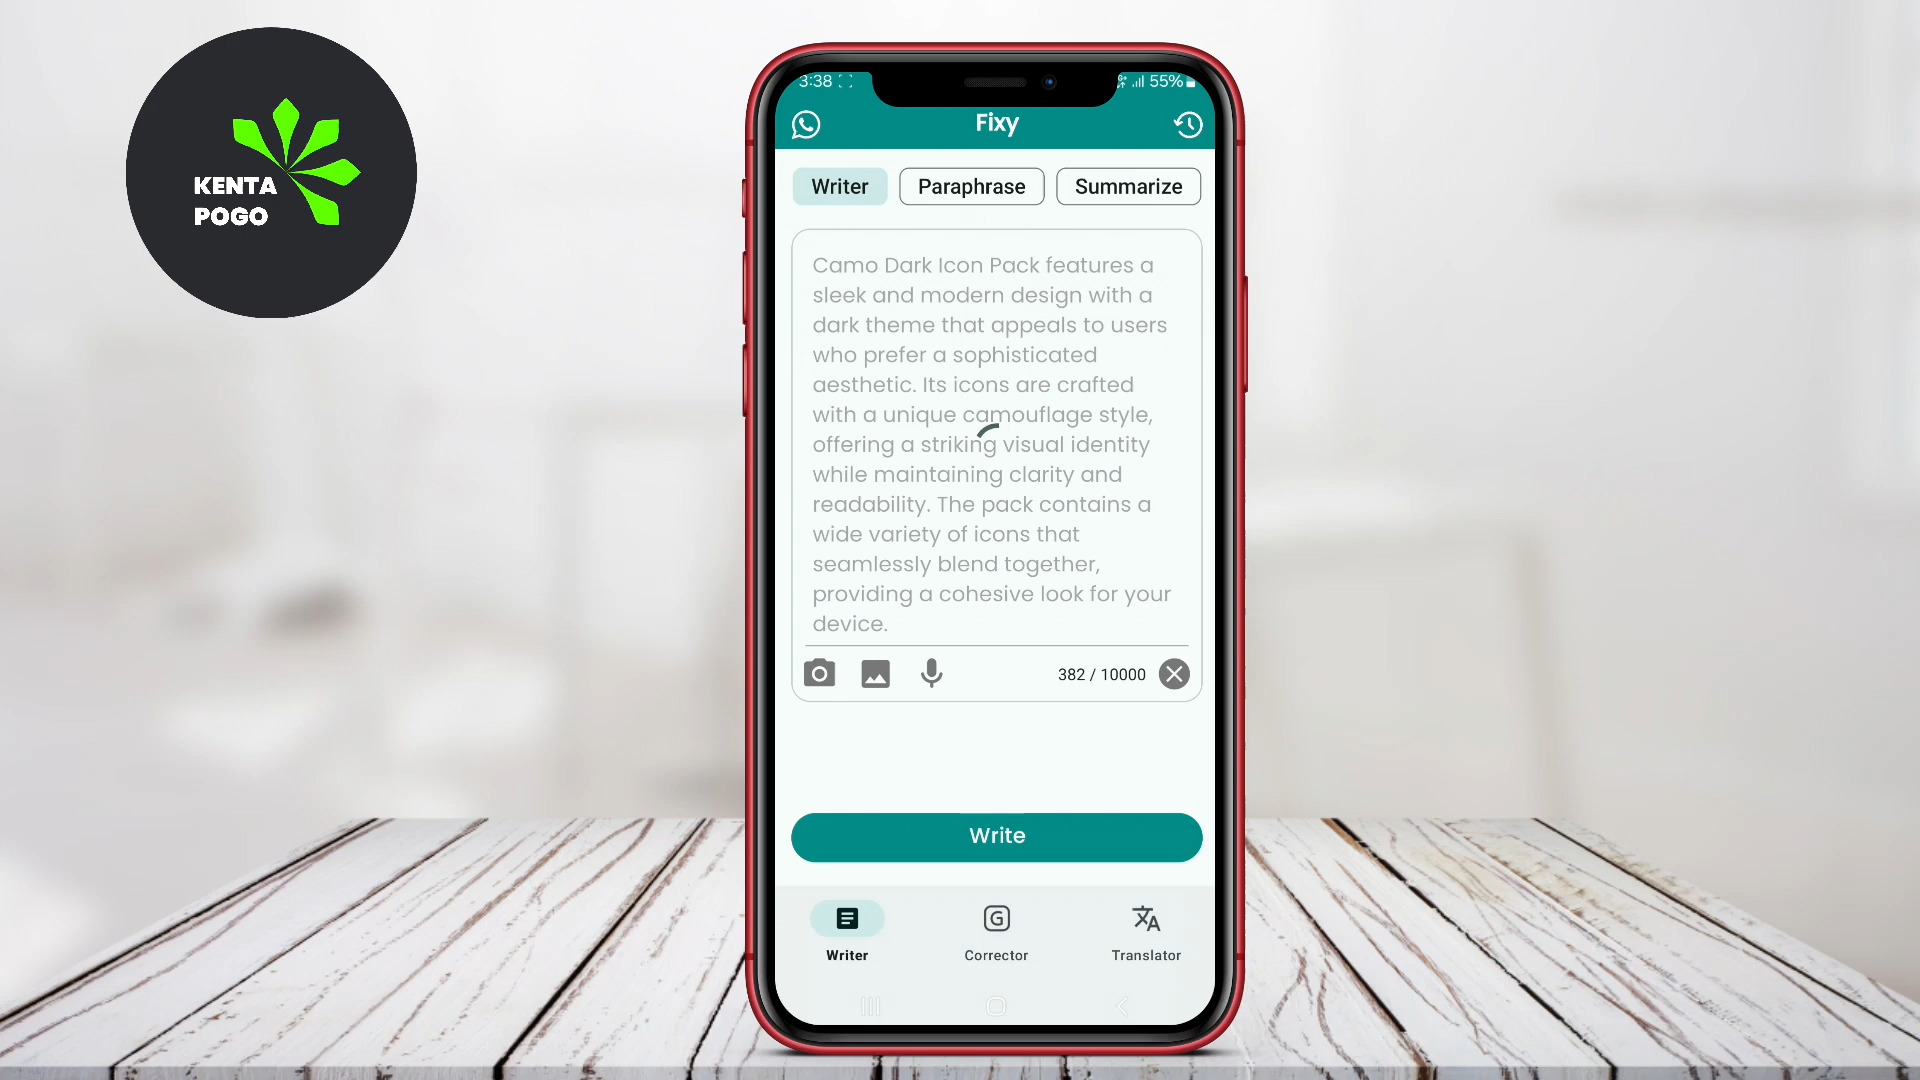 KENTA
POGO
3:38
55%
Fixy
Writer
Paraphrase
Summarize
Camo Dark Icon Pack features a
sleek and modern design with a
dark theme that appeals to users
who prefer a sophisticated
aesthetic. Its icons are crafted
with a unique camouflage style,
offering a striking visual identity
while maintaining clarity and
readability. The pack contains a
wide variety of icons that
seamlessly blend together,
providing a cohesive look for your
device.
382 / 10000
Write
Writer
Corrector
Translator